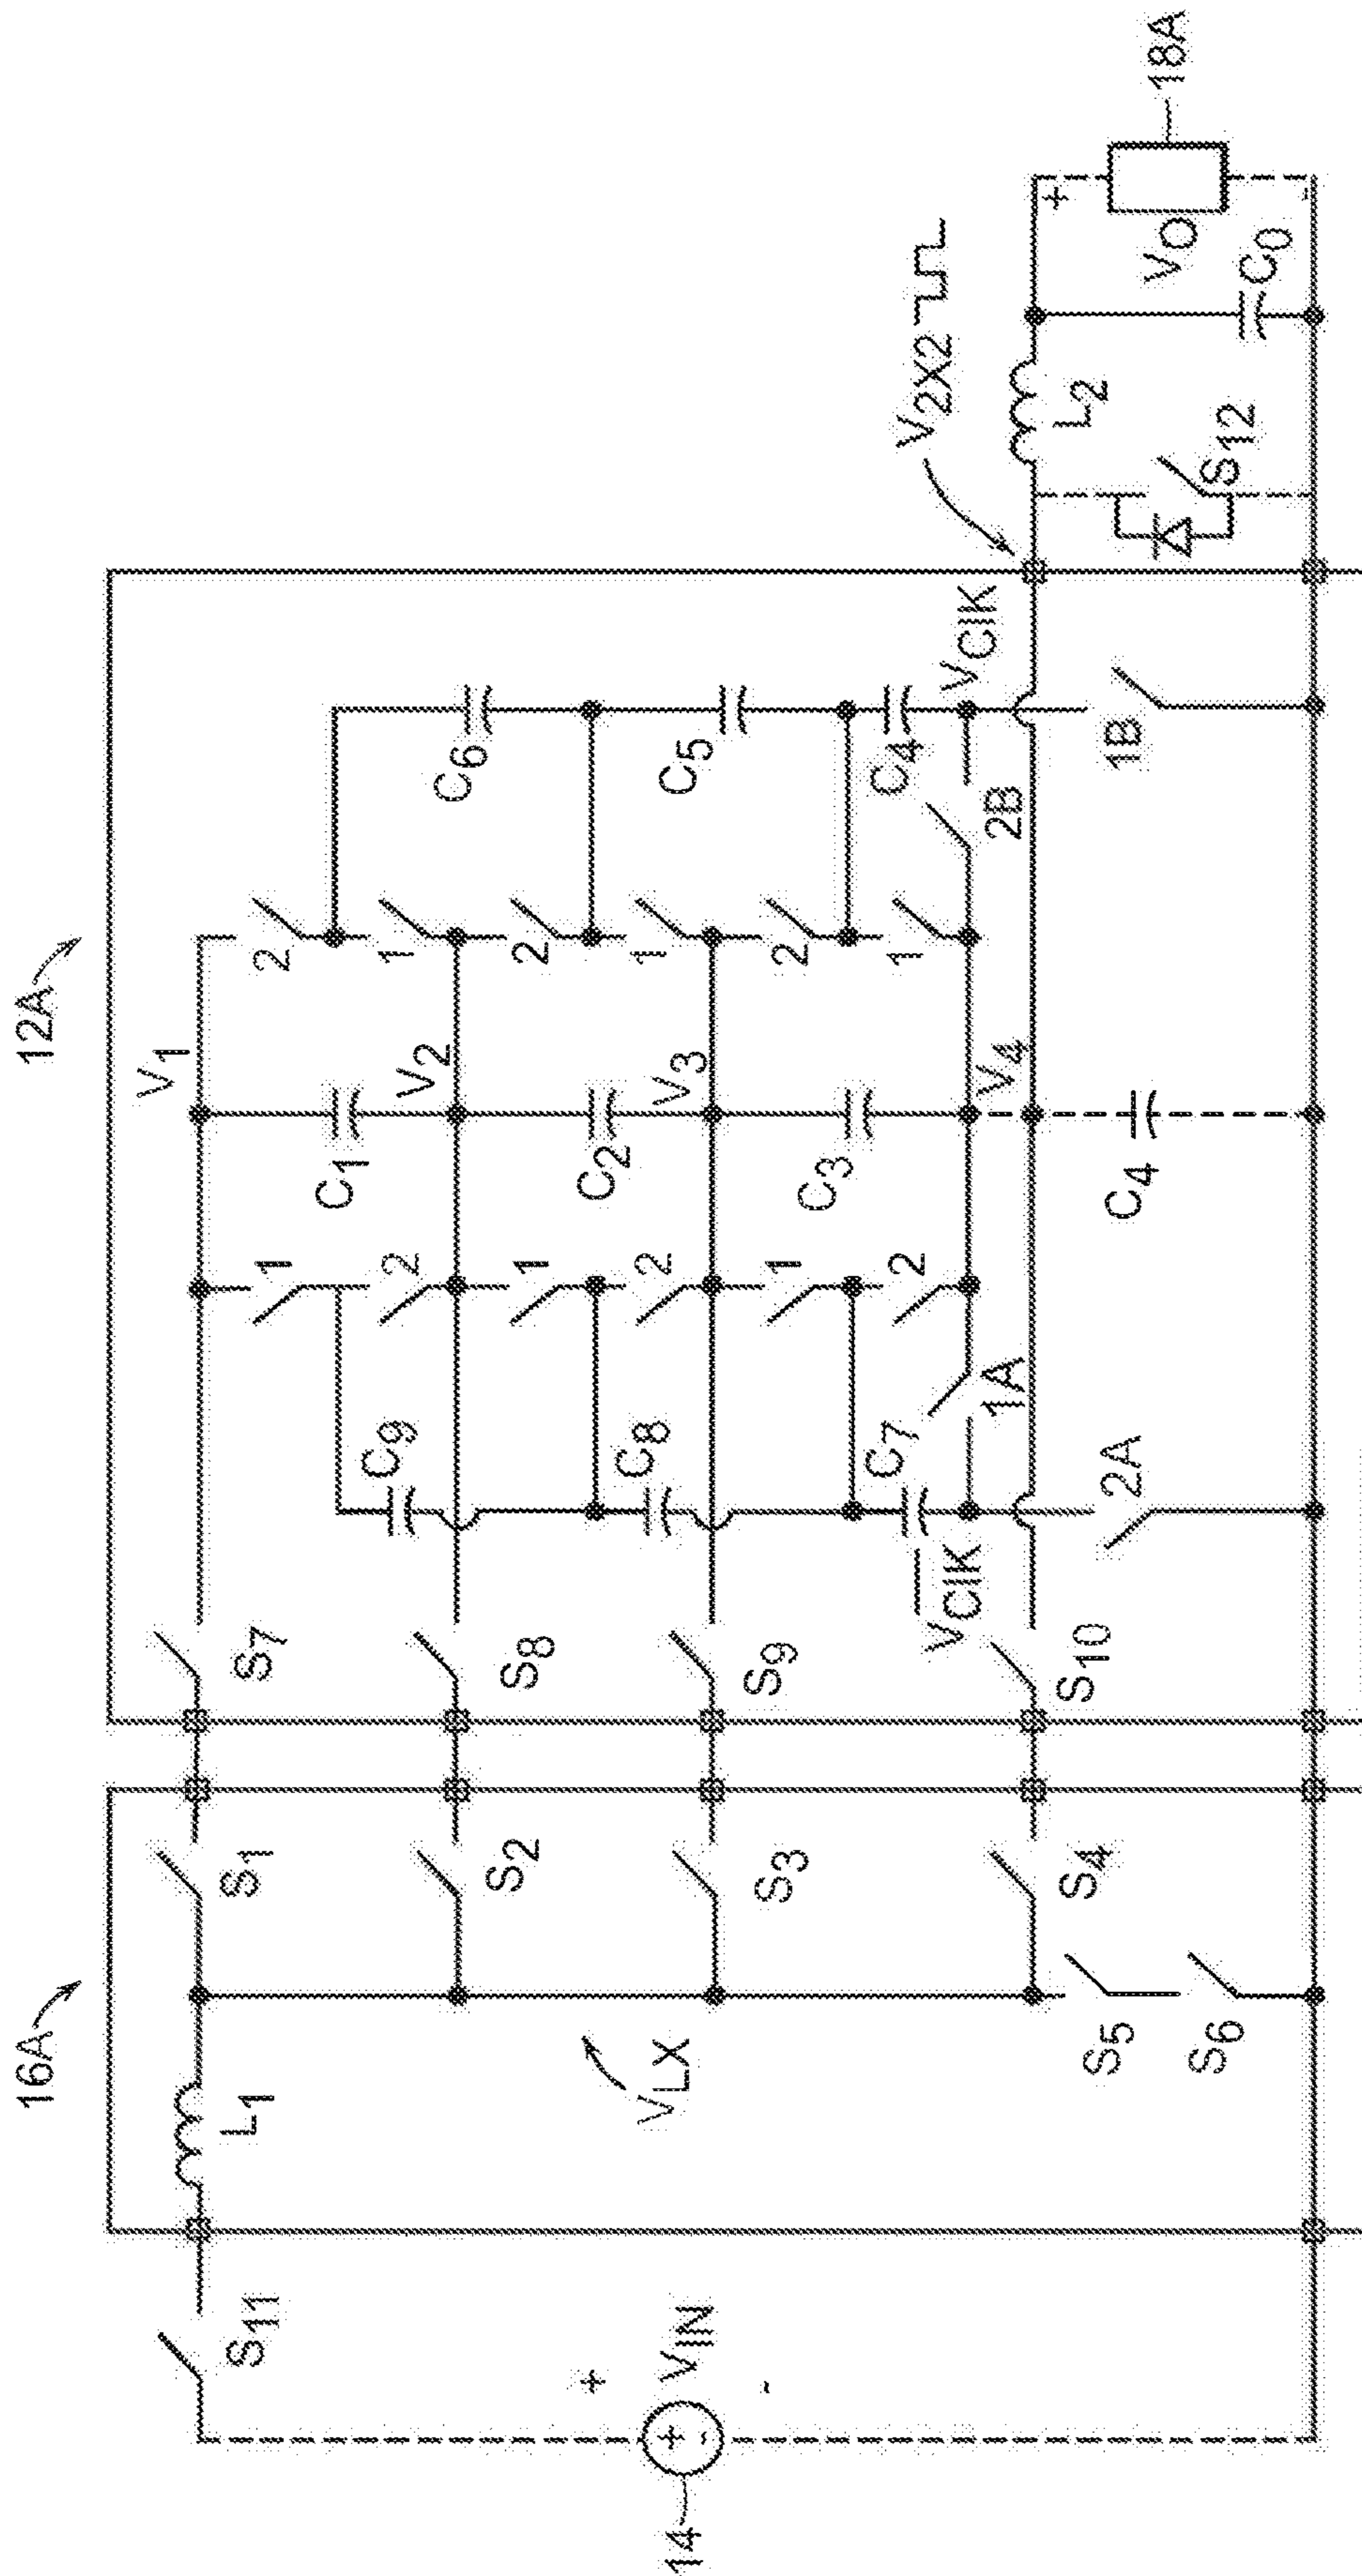 16A
12A
S11
L1
S1
S7
V1
1
2
2
1
C9
C1
C6
VIN
+
-
+
-
14
VLX
S2
S8
V2
1
2
2
1
C8
C2
C5
S3
S9
V3
1
2
2
1
C7
C3
C4
VCIK
VCIK
1A
V4
2B
S4
S10
V2X2
L2
S5
S6
2A
C4
1B
S12
C0
+
VO
-
18A